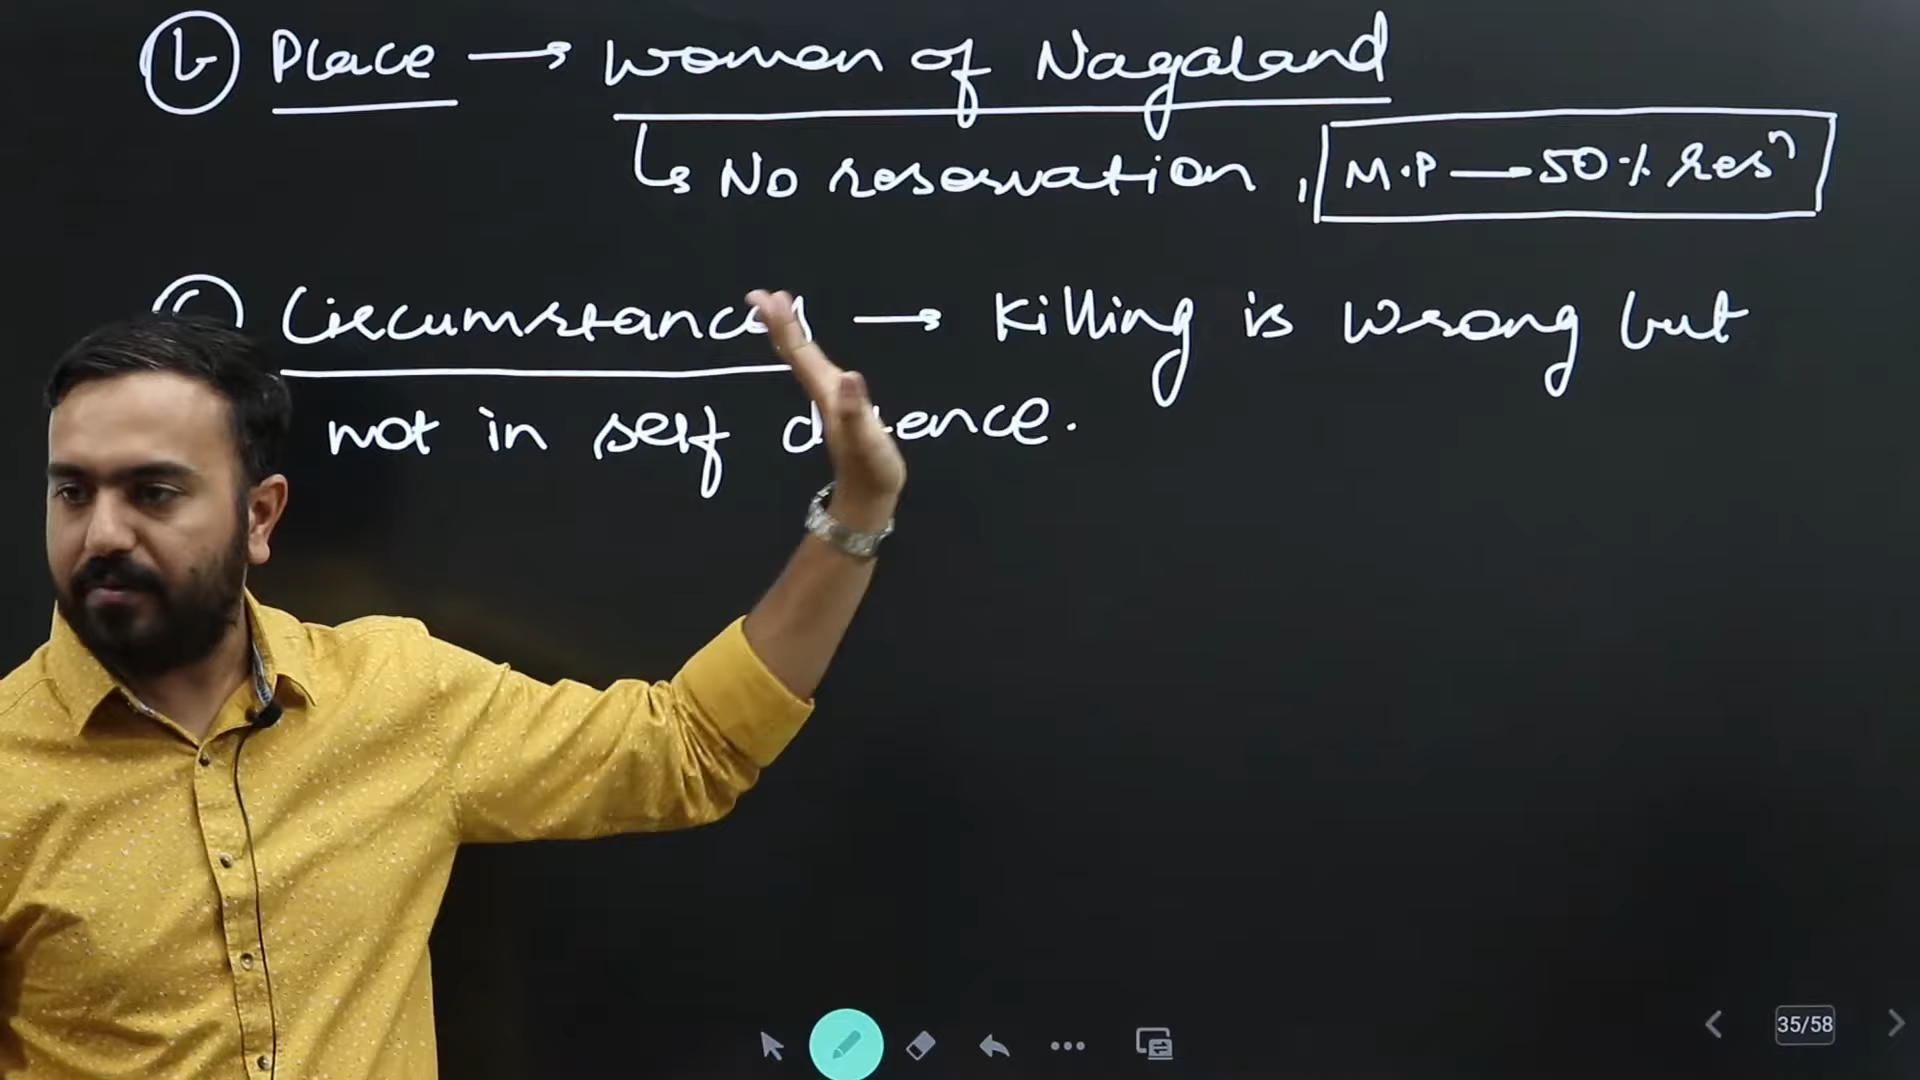 b Place → women of Nagaland
↳ No reservation, M.P → 50% resⁿ
C Circumstances → Killing is wrong but
not in self defence.
35/58